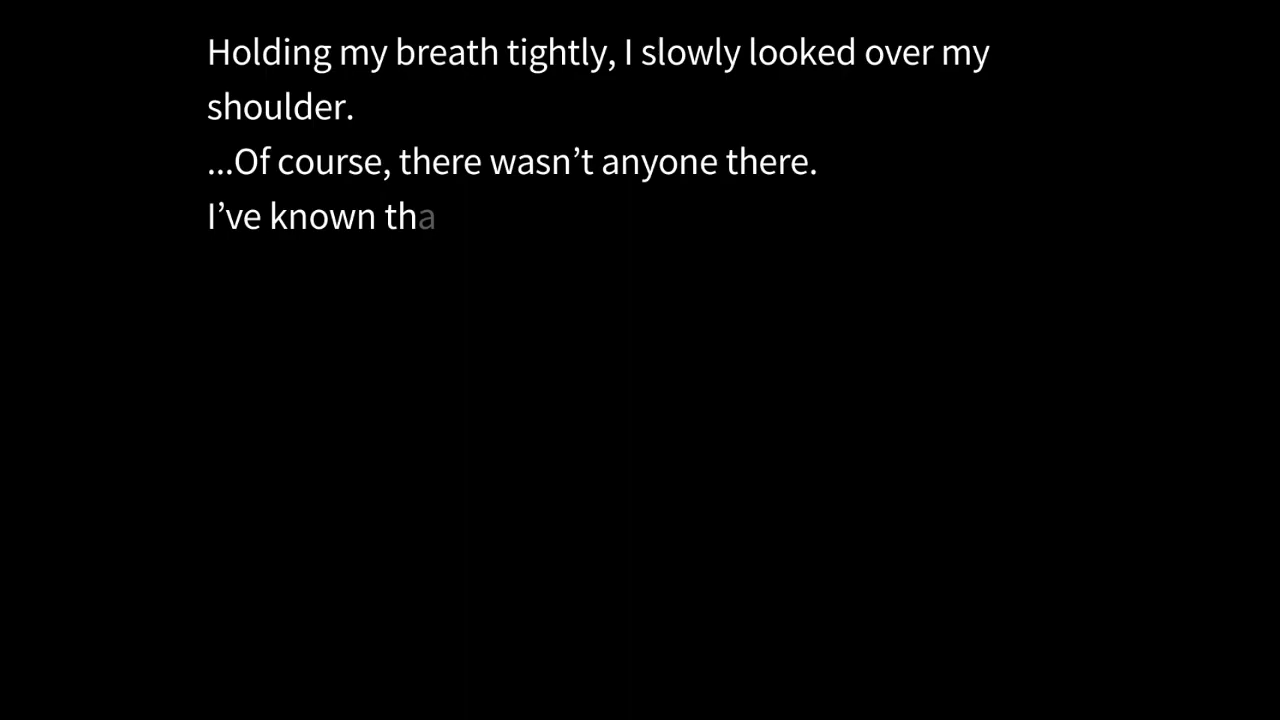 Holding my breath tightly, I slowly looked over my
shoulder.
...Of course, there wasn’t anyone there.
I’ve known tha